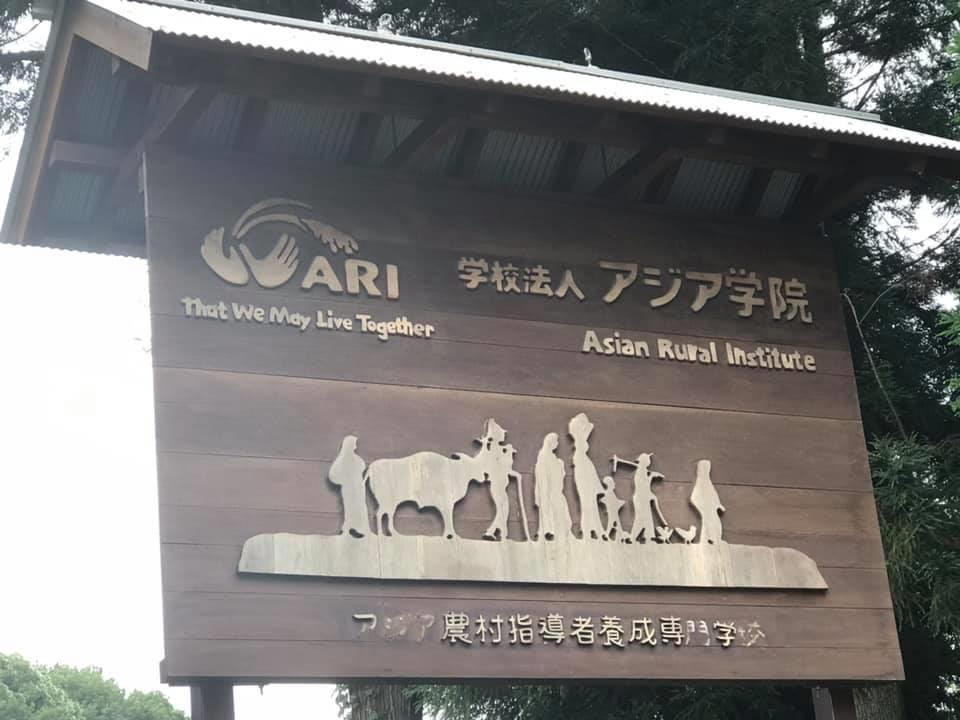 ARI 学校法人 アジア学院
That We May Live Together
Asian Rural Institute
アジア農村指導者養成専門学校